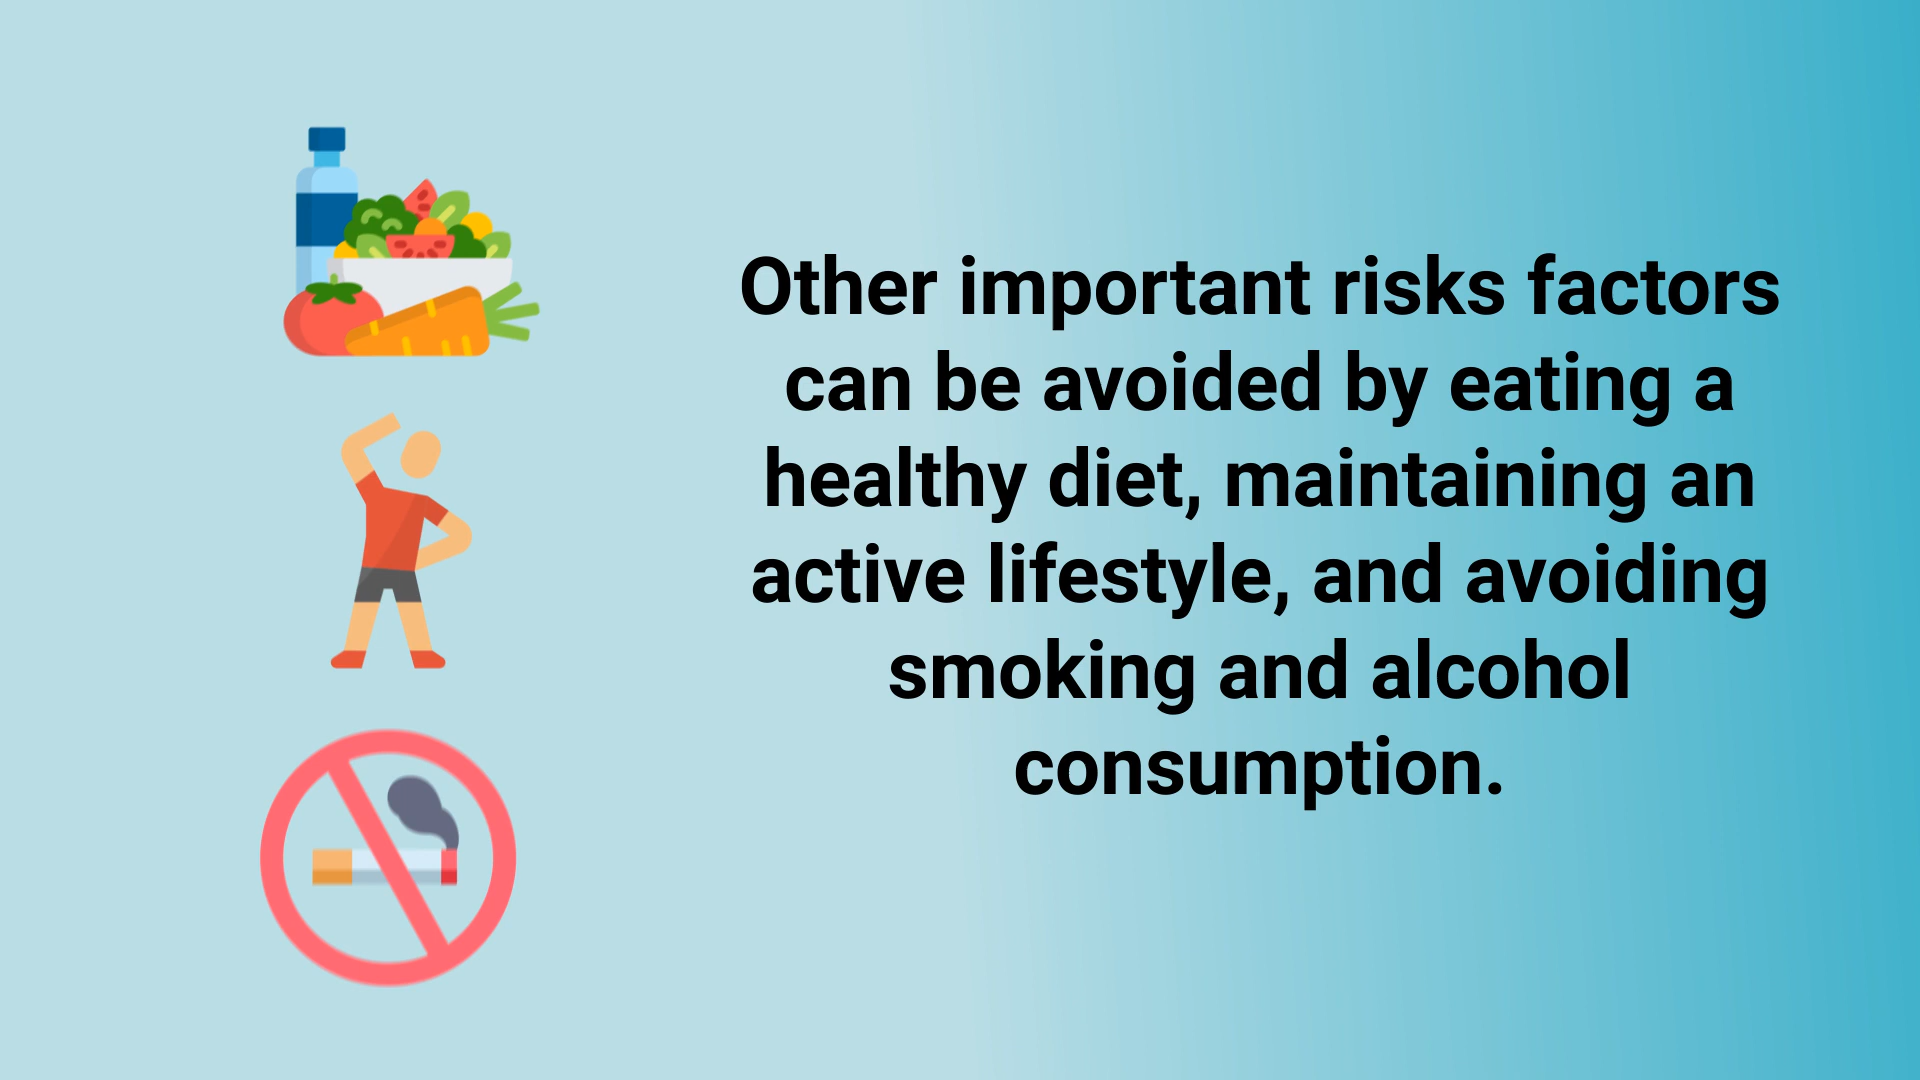 Other important risks factors
can be avoided by eating a
healthy diet, maintaining an
active lifestyle, and avoiding
smoking and alcohol
consumption.